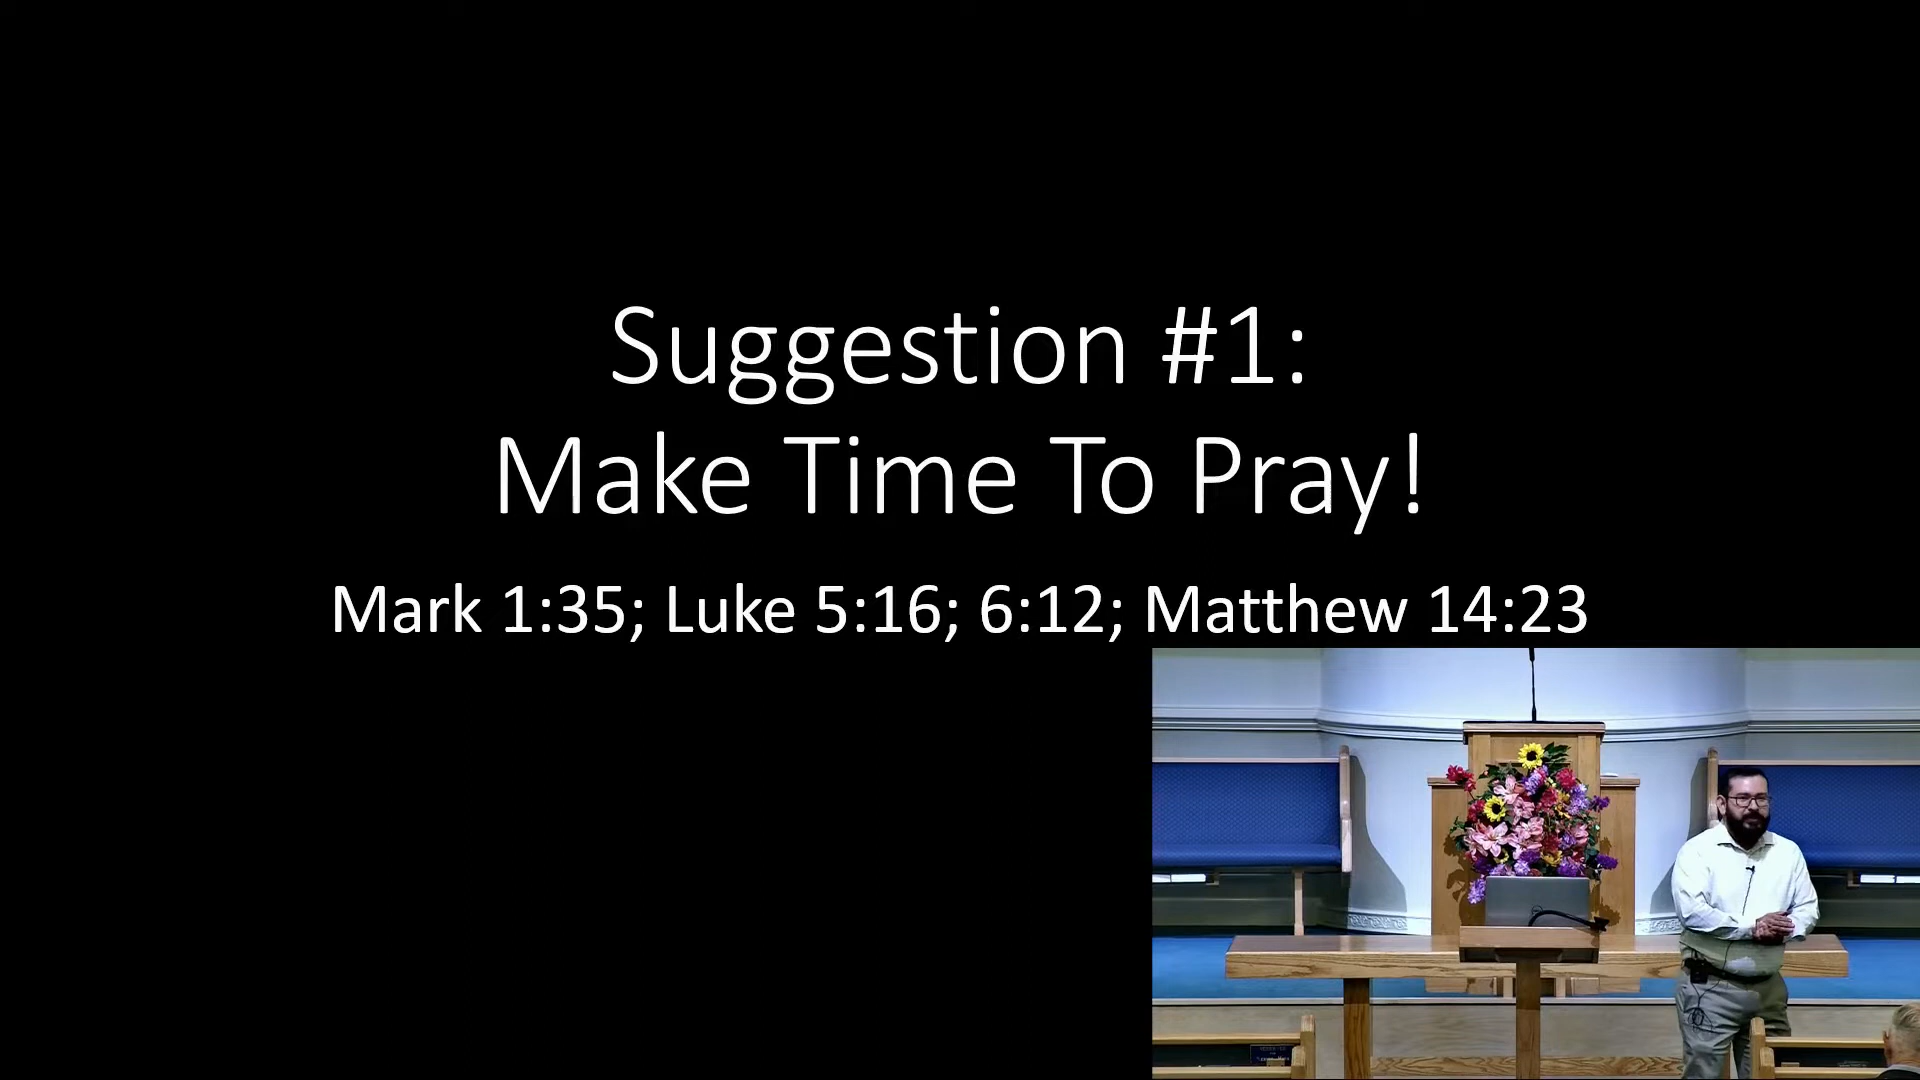 Suggestion #1:
Make Time To Pray!
Mark 1:35; Luke 5:16; 6:12; Matthew 14:23